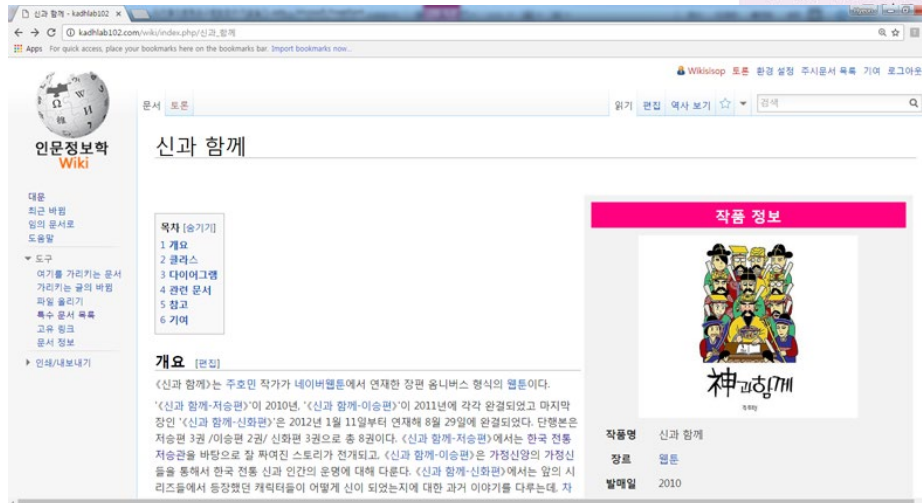 신과 함께 - kadhlab102
kadhlab102.com/wiki/index.php/신과_함께
Apps For quick access, place your bookmarks here on the bookmarks bar. Import bookmarks now...
Wikisisop 토론 환경 설정 주시문서 목록 기여 로그아웃
문서 토론 읽기 편집 역사 보기 검색
인문정보학
Wiki
신과 함께
대문
최근 바뀜
임의 문서로
도움말
도구
여기를 가리키는 문서
가리키는 글의 바뀜
파일 올리기
특수 문서 목록
고유 링크
문서 정보
인쇄/내보내기
목차 [숨기기]
1 개요
2 클라스
3 다이어그램
4 관련 문서
5 참고
6 기여
개요 [편집]
《신과 함께》는 주호민 작가가 네이버웹툰에서 연재한 장편 옴니버스 형식의 웹툰이다.
'《신과 함께-저승편》'이 2010년, '《신과 함께-이승편》'이 2011년에 각각 완결되었고 마지막
장인 '《신과 함께-신화편》'은 2012년 1월 11일부터 연재해 8월 29일에 완결되었다. 단행본은
저승편 3권 /이승편 2권/ 신화편 3권으로 총 8권이다. 《신과 함께-저승편》에서는 한국 전통
저승관을 바탕으로 잘 짜여진 스토리가 전개되고, 《신과 함께-이승편》은 가정신앙의 가정신
들을 통해서 한국 전통 신과 인간의 운명에 대해 다룬다. 《신과 함께-신화편》에서는 앞의 시
리즈들에서 등장했던 캐릭터들이 어떻게 신이 되었는지에 대한 과거 이야기를 다루는데, 차
작품 정보
神과함께
작품명 신과 함께
장르 웹툰
발매일 2010